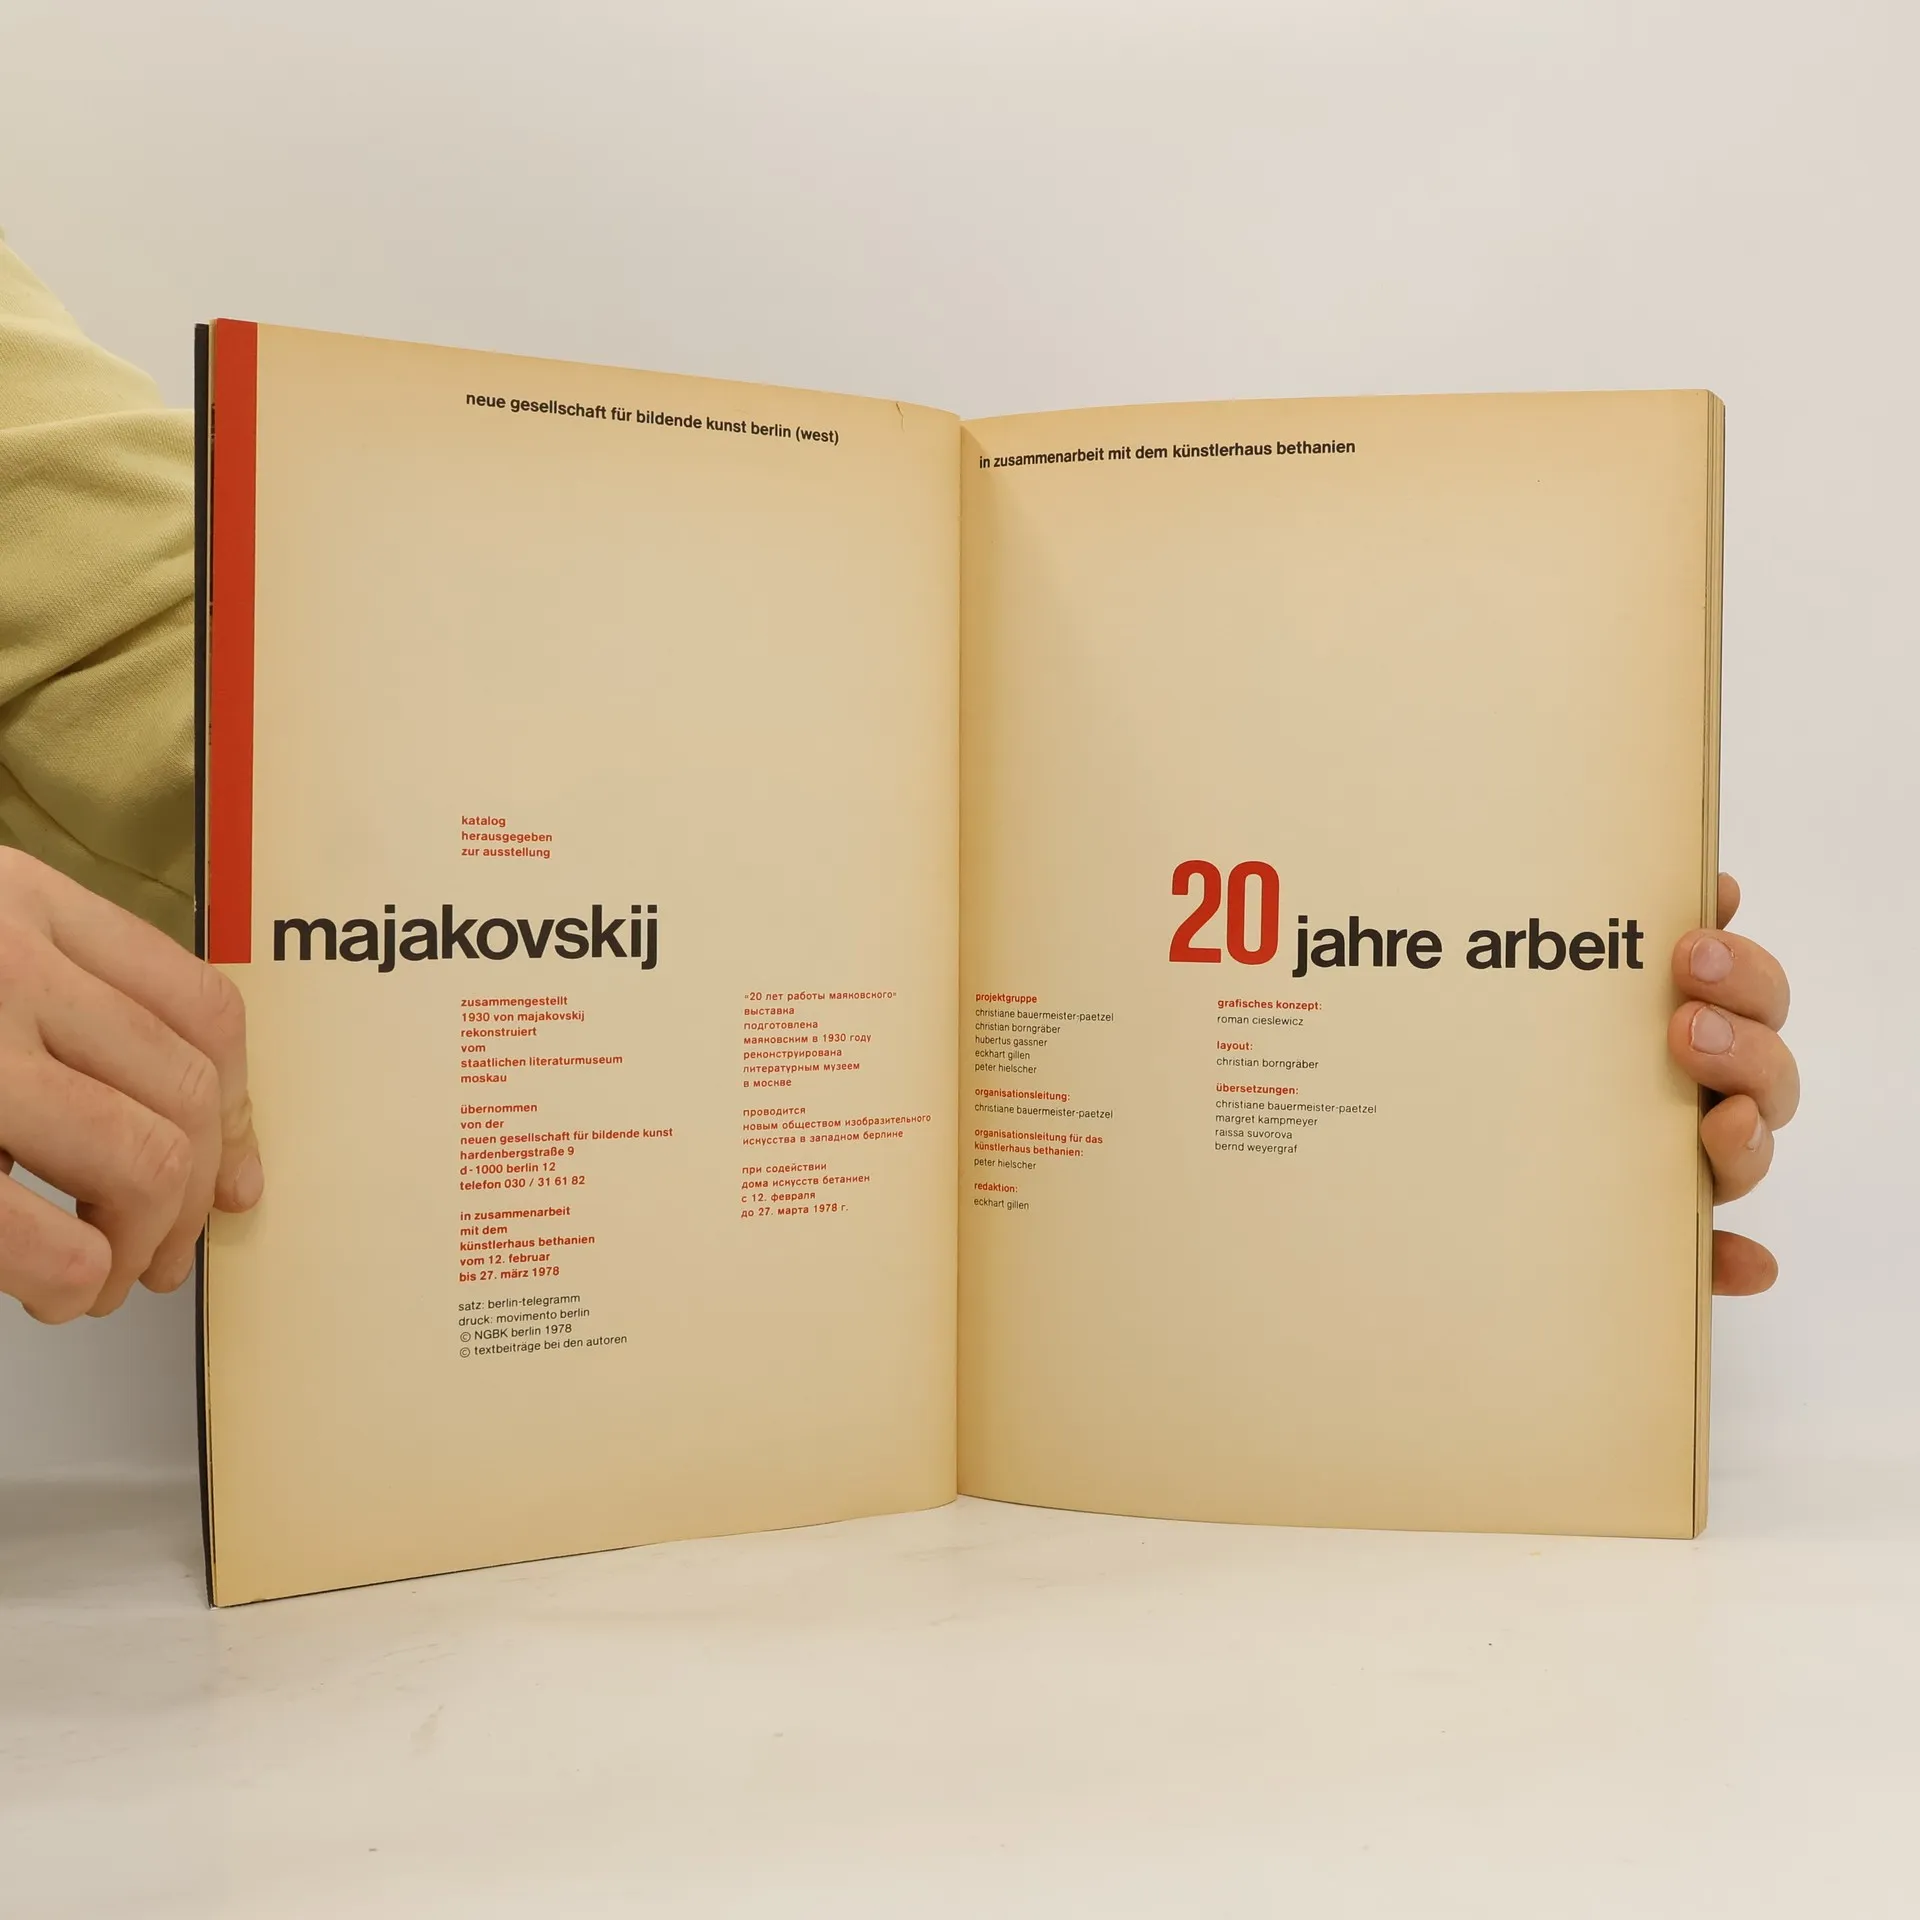 neue gesellschaft für bildende kunst berlin (west)
katalog
herausgegeben
zur ausstellung
majakovskij
zusammengestellt
1930 von majakovskij
rekonstruiert
vom
staatlichen literaturmuseum
moskau
übernommen
von der
neuen gesellschaft für bildende kunst
hardenbergstraße 9
d-1000 berlin 12
telefon 030 / 31 61 82
in zusammenarbeit
mit dem
künstlerhaus bethanien
vom 12. februar
bis 27. märz 1978
satz: berlin-telegramm
druck: movimento berlin
© NGBK berlin 1978
© textbeiträge bei den autoren
»20 лет работы маяковского«
выставка
подготовлена
маяковским в 1930 году
реконструирована
литературным музеем
в москве
проводится
новым обществом изобразительного
искусства в западном берлине
при содействии
дома искусств бетаниен
с 12. февраля
до 27. марта 1978 г.
in zusammenarbeit mit dem künstlerhaus bethanien
20 jahre arbeit
projektgruppe
christiane bauermeister-paetzel
christian borngräber
hubertus gassner
eckhart gillen
peter hielscher
organisationsleitung:
christiane bauermeister-paetzel
organisationsleitung für das
künstlerhaus bethanien:
peter hielscher
redaktion:
eckhart gillen
grafisches konzept:
roman cieslewicz
layout:
christian borngräber
übersetzungen:
christiane bauermeister-paetzel
margret kampmeyer
raissa suvorova
bernd weyergraf